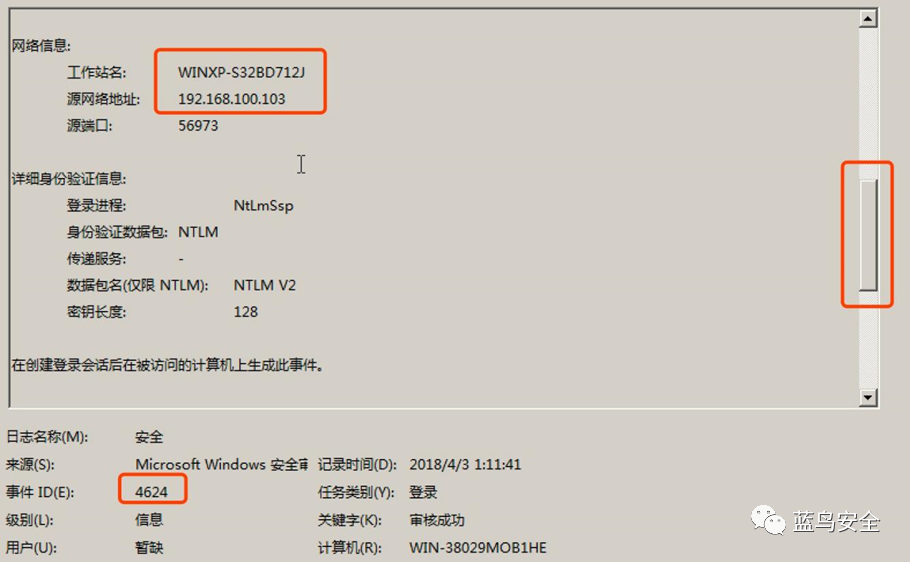 网络信息:
工作站名: WINXP-S32BD712J
源网络地址: 192.168.100.103
源端口: 56973
详细身份验证信息:
登录进程: NtLmSsp
身份验证数据包: NTLM
传递服务: -
数据包名(仅限 NTLM): NTLM V2
密钥长度: 128
在创建登录会话后在被访问的计算机上生成此事件。
日志名称(M): 安全
来源(S): Microsoft Windows 安全审 记录时间(D): 2018/4/3 1:11:41
事件 ID(E): 4624 任务类别(Y): 登录
级别(L): 信息 关键字(K): 审核成功
用户(U): 暂缺 计算机(R): WIN-38029MOB1HE
蓝鸟安全